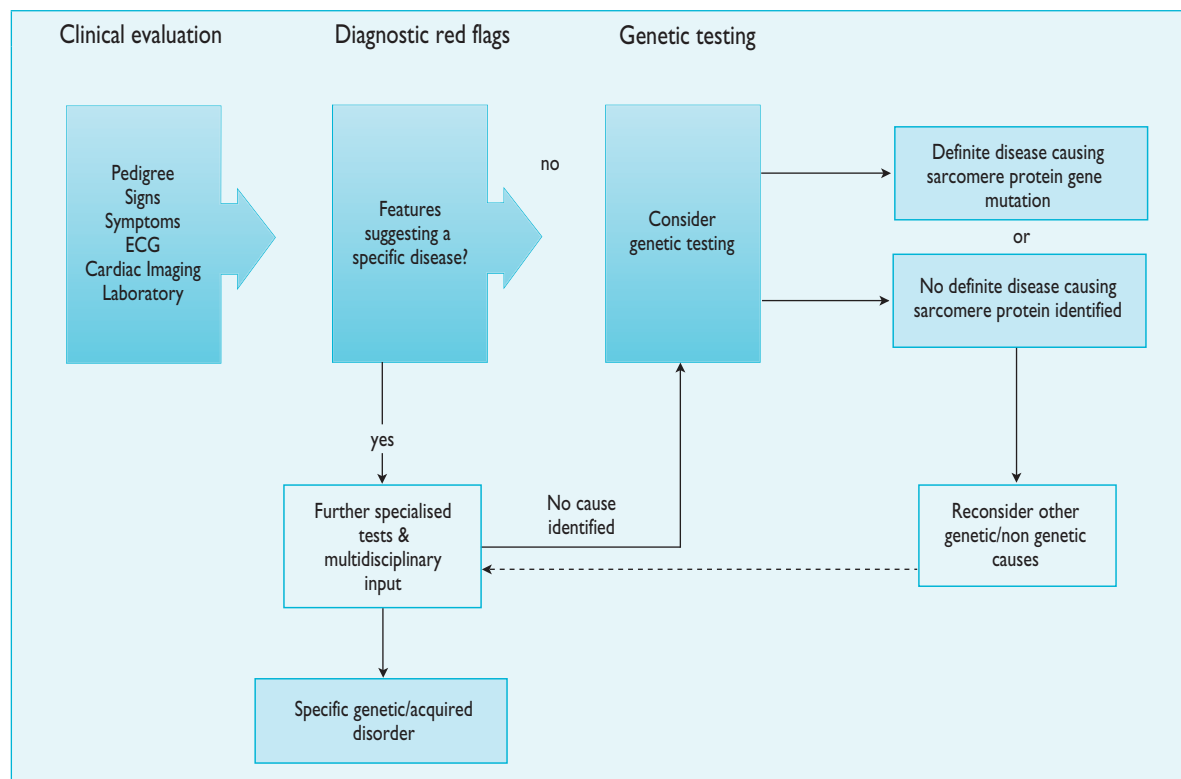 Clinical evaluation
Diagnostic red flags
Genetic testing
Pedigree
Signs
Symptoms
ECG
Cardiac Imaging
Laboratory
Features
suggesting a
specific disease?
no
Consider
genetic testing
Definite disease causing
sarcomere protein gene
mutation
or
No definite disease causing
sarcomere protein identified
yes
Further specialised
tests &
multidisciplinary
input
No cause
identified
Reconsider other
genetic/non genetic
causes
Specific genetic/acquired
disorder